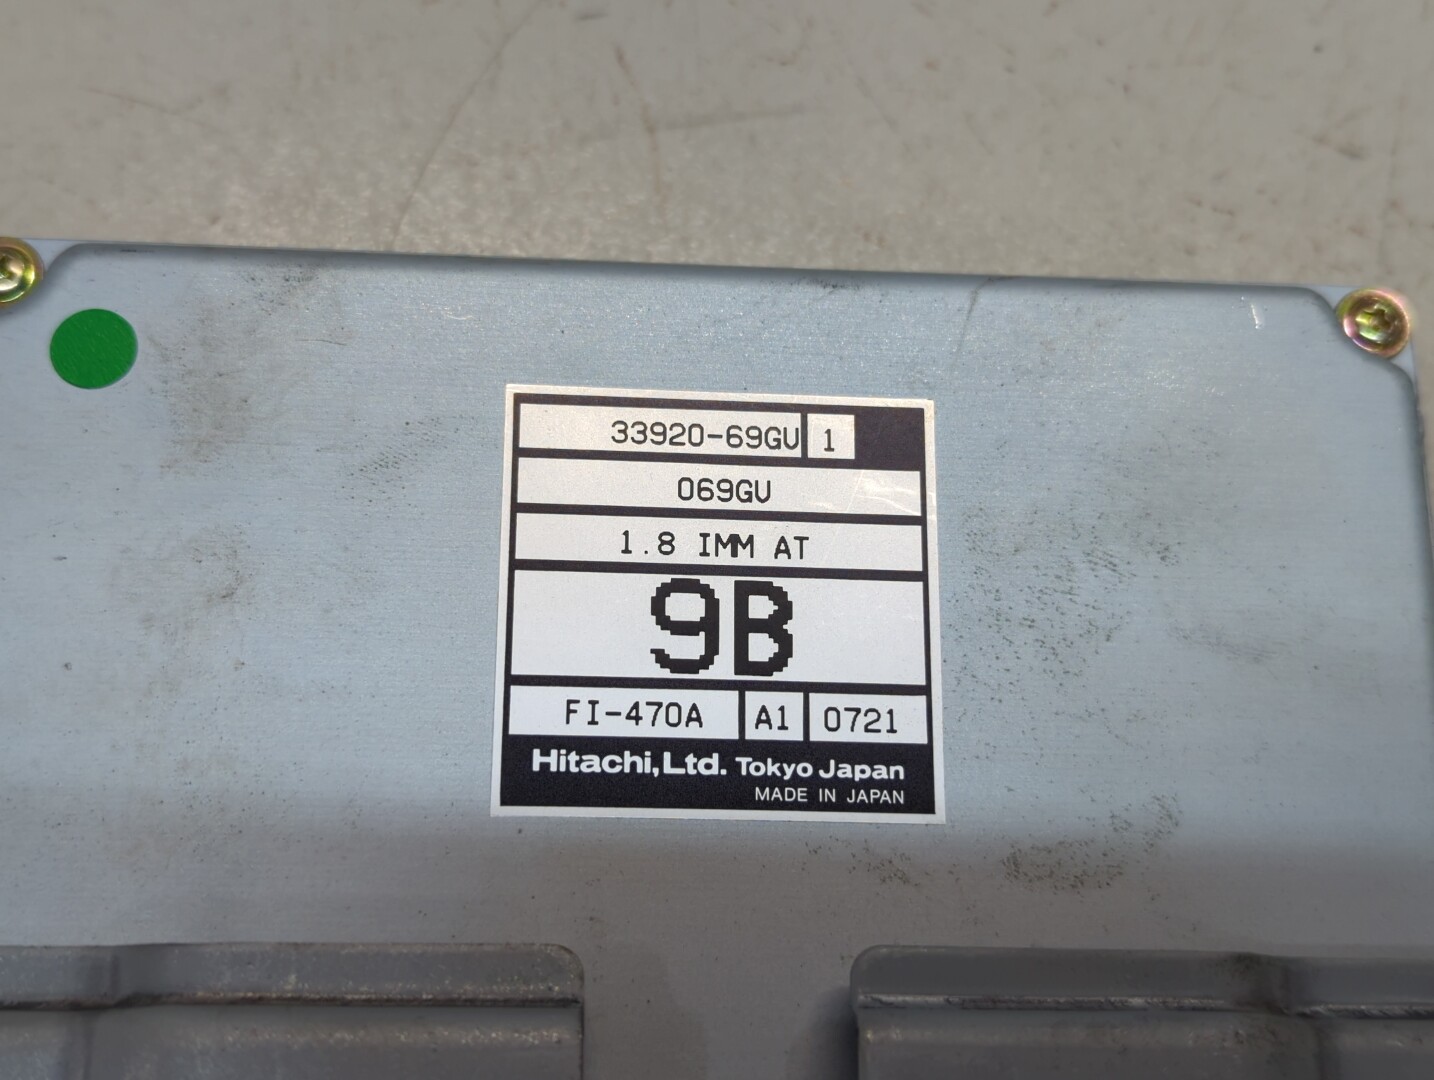 33920-69GU 1
069GU
1.8 IMM AT
9B
FI-470A A1 0721
Hitachi,Ltd. Tokyo Japan
MADE IN JAPAN